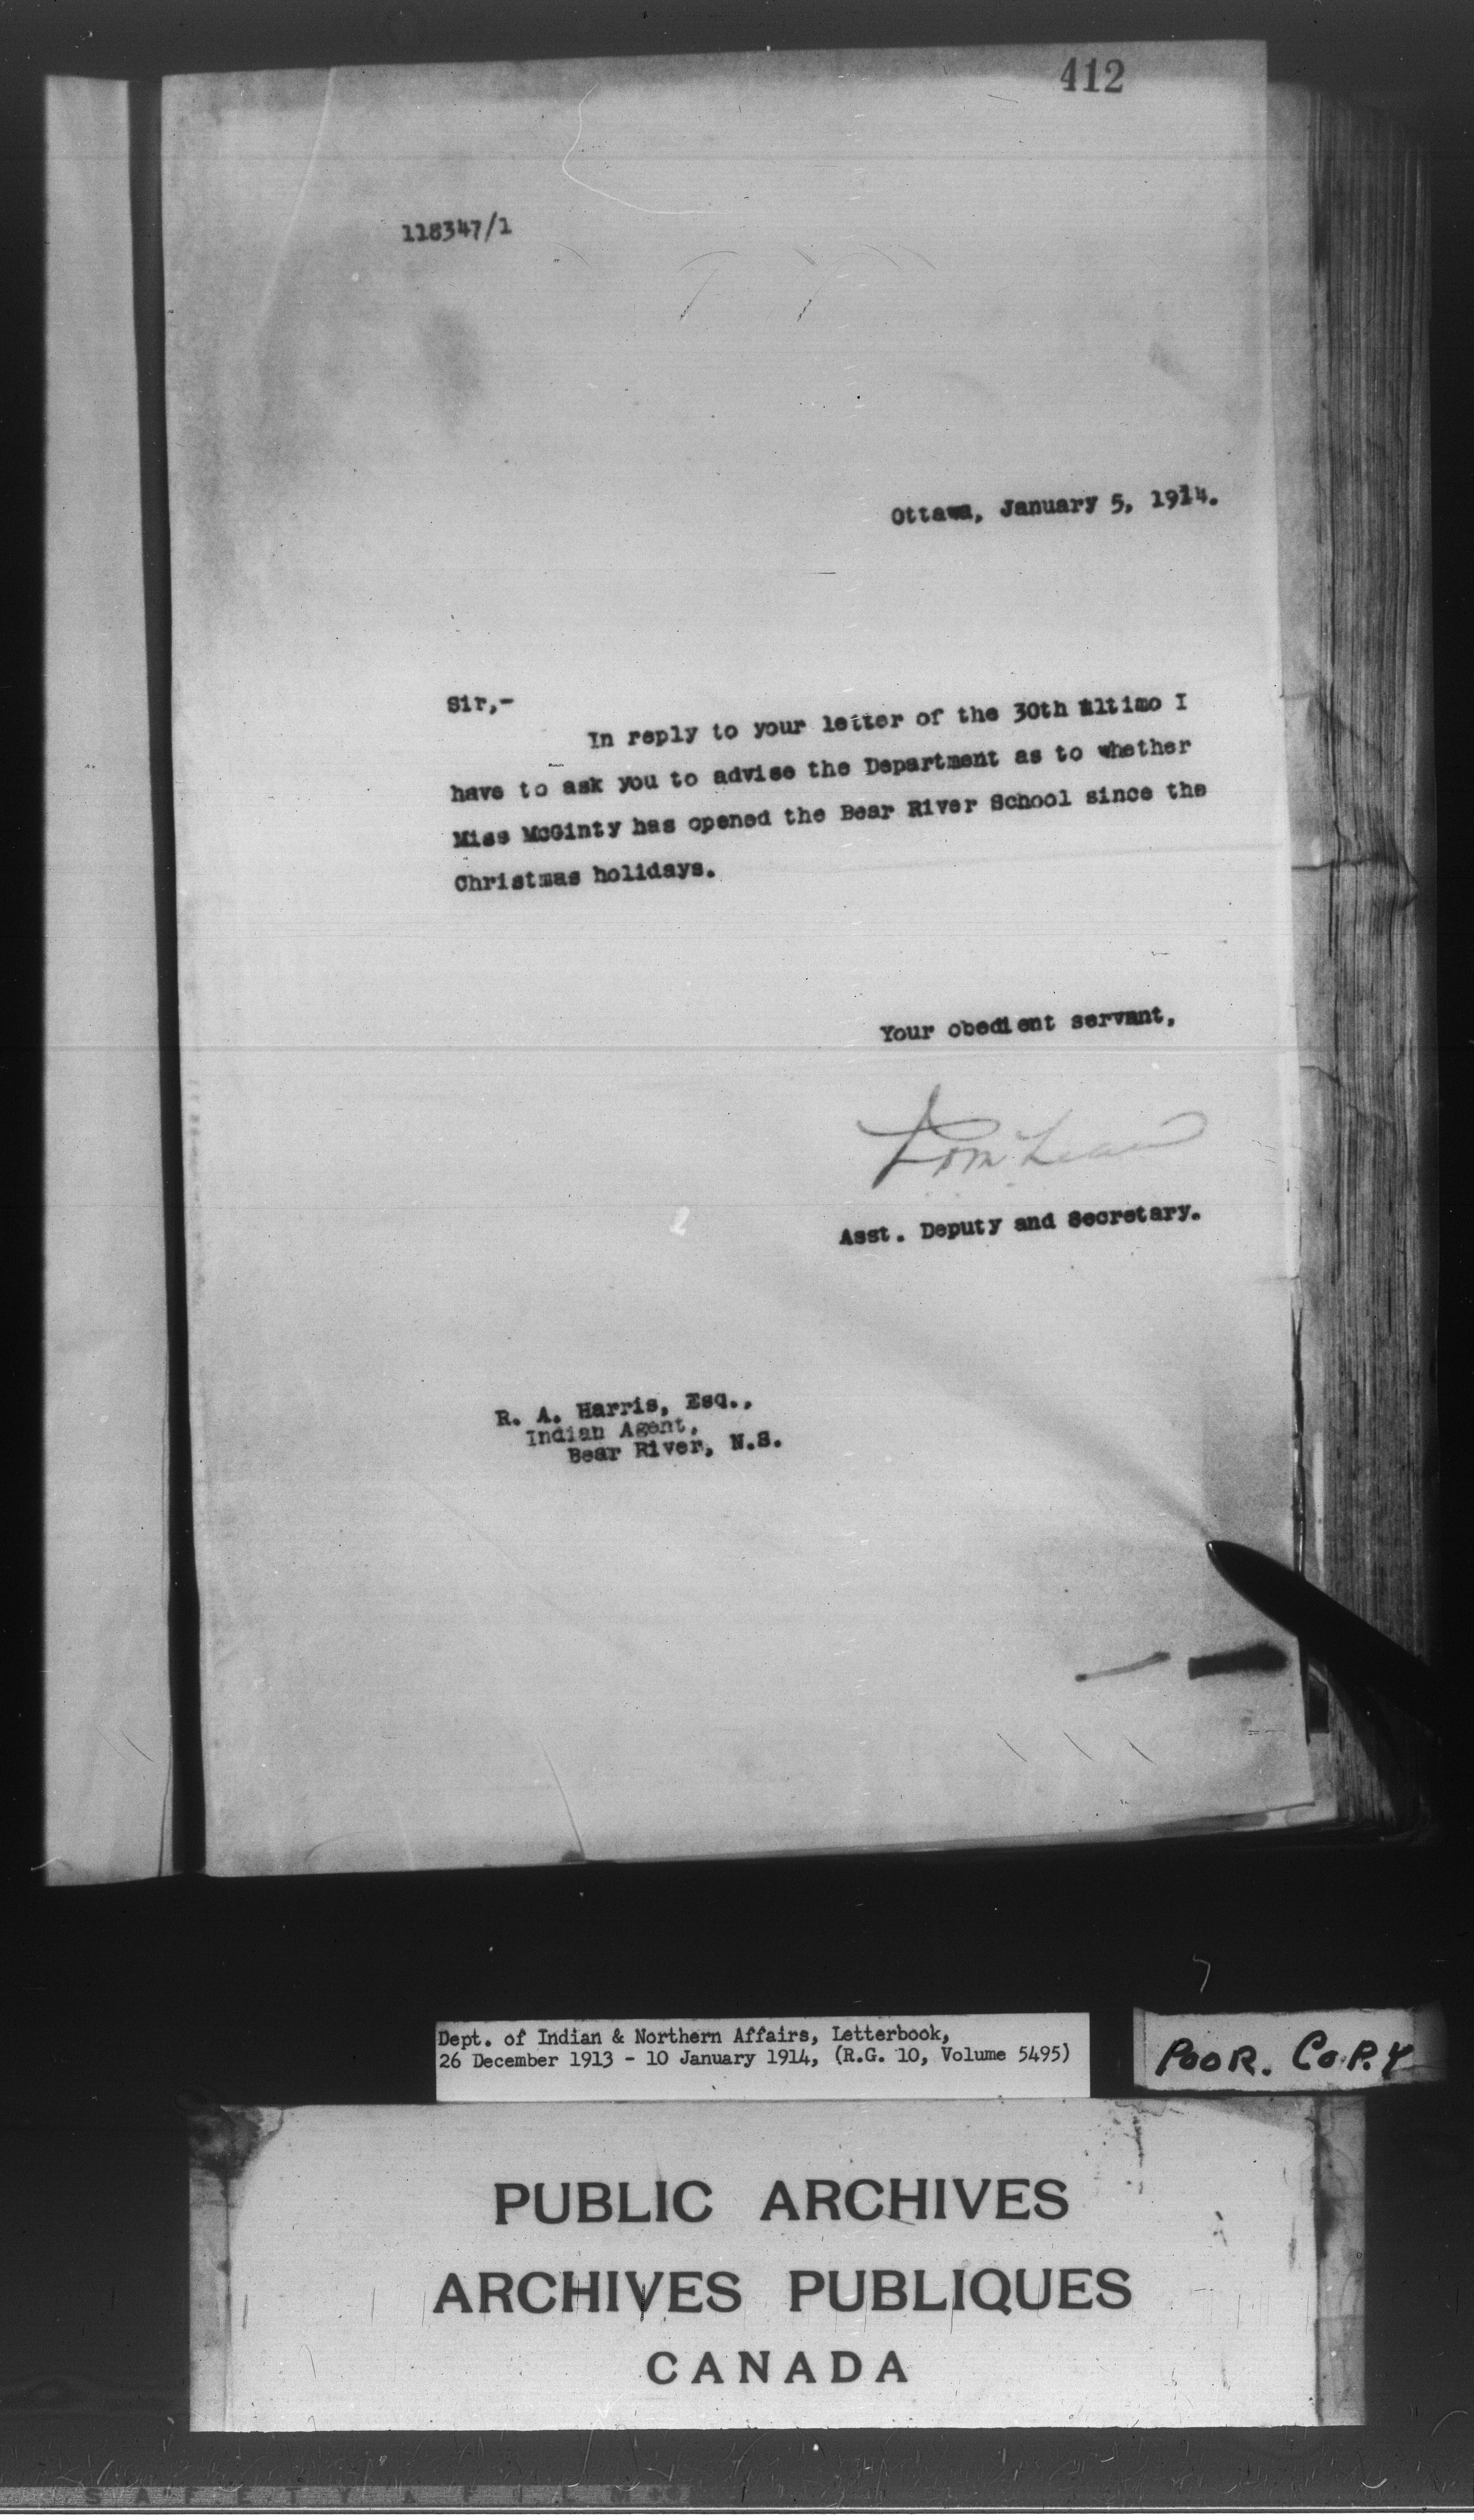 412
118347/1
Ottawa, January 5, 1914.
Sir,-
In reply to your letter of the 30th ultimo I
have to ask you to advise the Department as to whether
Miss McGinty has opened the Bear River School since the
Christmas holidays.
Your obedient servant,
Asst. Deputy and Secretary.
R. A. Harris, Esq.,
Indian Agent,
Bear River, N.S.
Dept. of Indian & Northern Affairs, Letterbook,
26 December 1913 - 10 January 1914, (R.G. 10, Volume 5495)
POOR. COPY
PUBLIC ARCHIVES
ARCHIVES PUBLIQUES
CANADA
SAFETY FILM